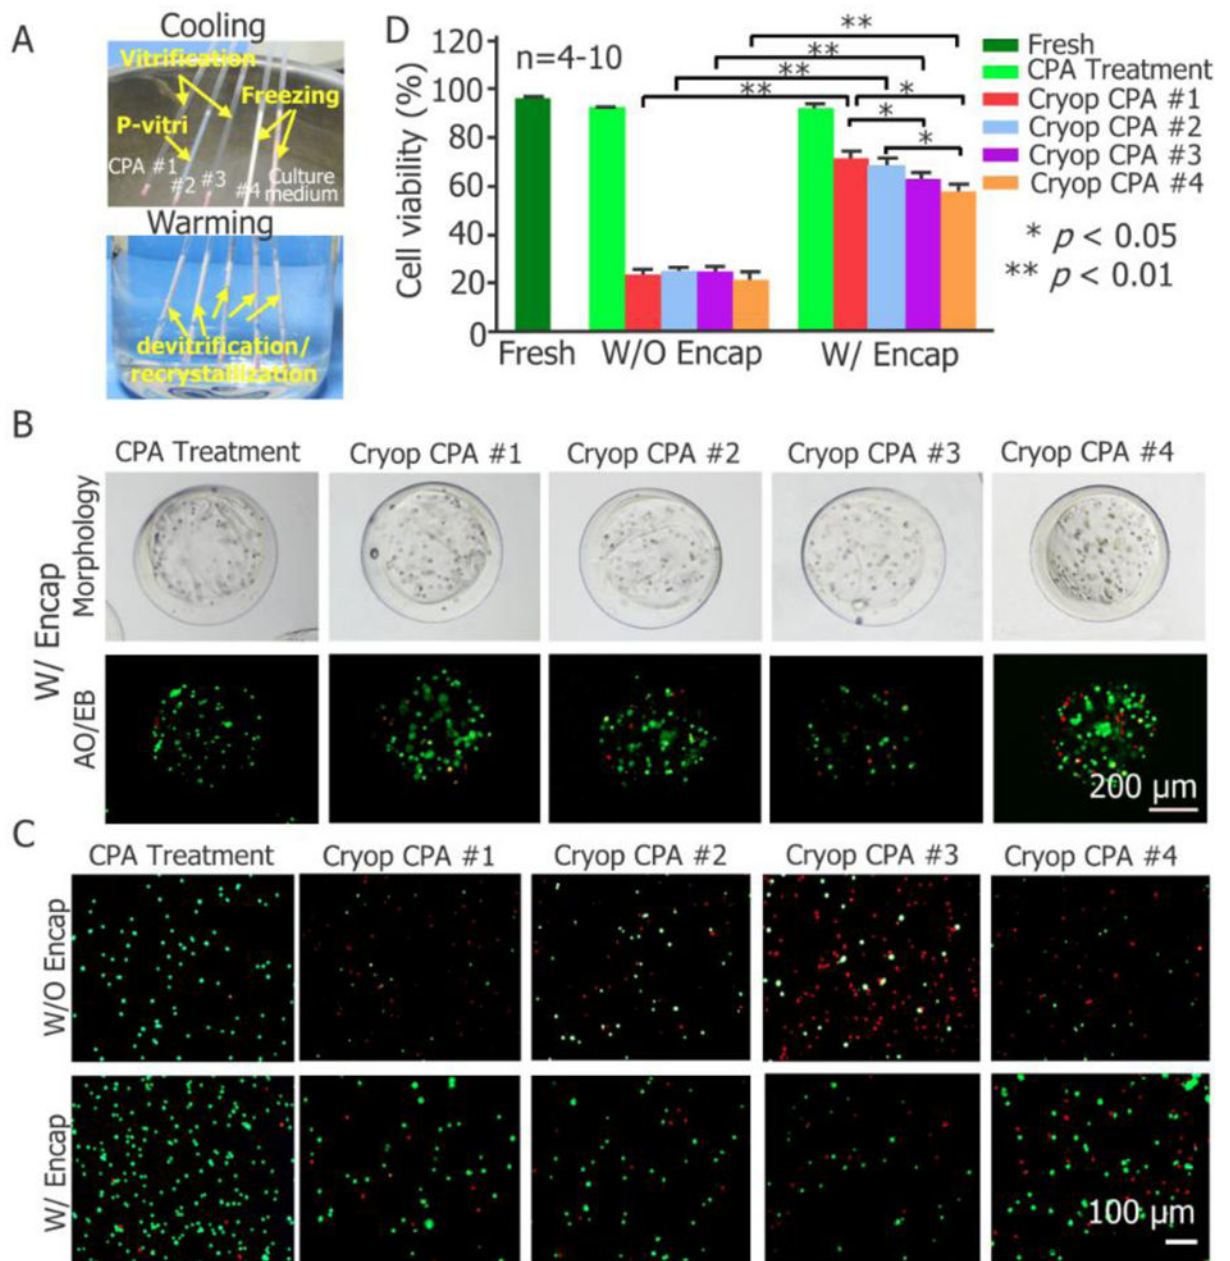 A
Cooling
Vitrification
Freezing
P-vitri
CPA #1
#2
#3
#4
Culture
medium
Warming
devitrification/
recrystallization
D
Cell viability (%)
120
100
80
60
40
20
0
n=4-10
**
**
**
**
*
*
*
Fresh
W/O Encap
W/ Encap
Fresh
CPA Treatment
Cryop CPA #1
Cryop CPA #2
Cryop CPA #3
Cryop CPA #4
* p < 0.05
** p < 0.01
B
CPA Treatment
Cryop CPA #1
Cryop CPA #2
Cryop CPA #3
Cryop CPA #4
W/ Encap
Morphology
AO/EB
200 µm
C
CPA Treatment
Cryop CPA #1
Cryop CPA #2
Cryop CPA #3
Cryop CPA #4
W/O Encap
W/ Encap
100 µm